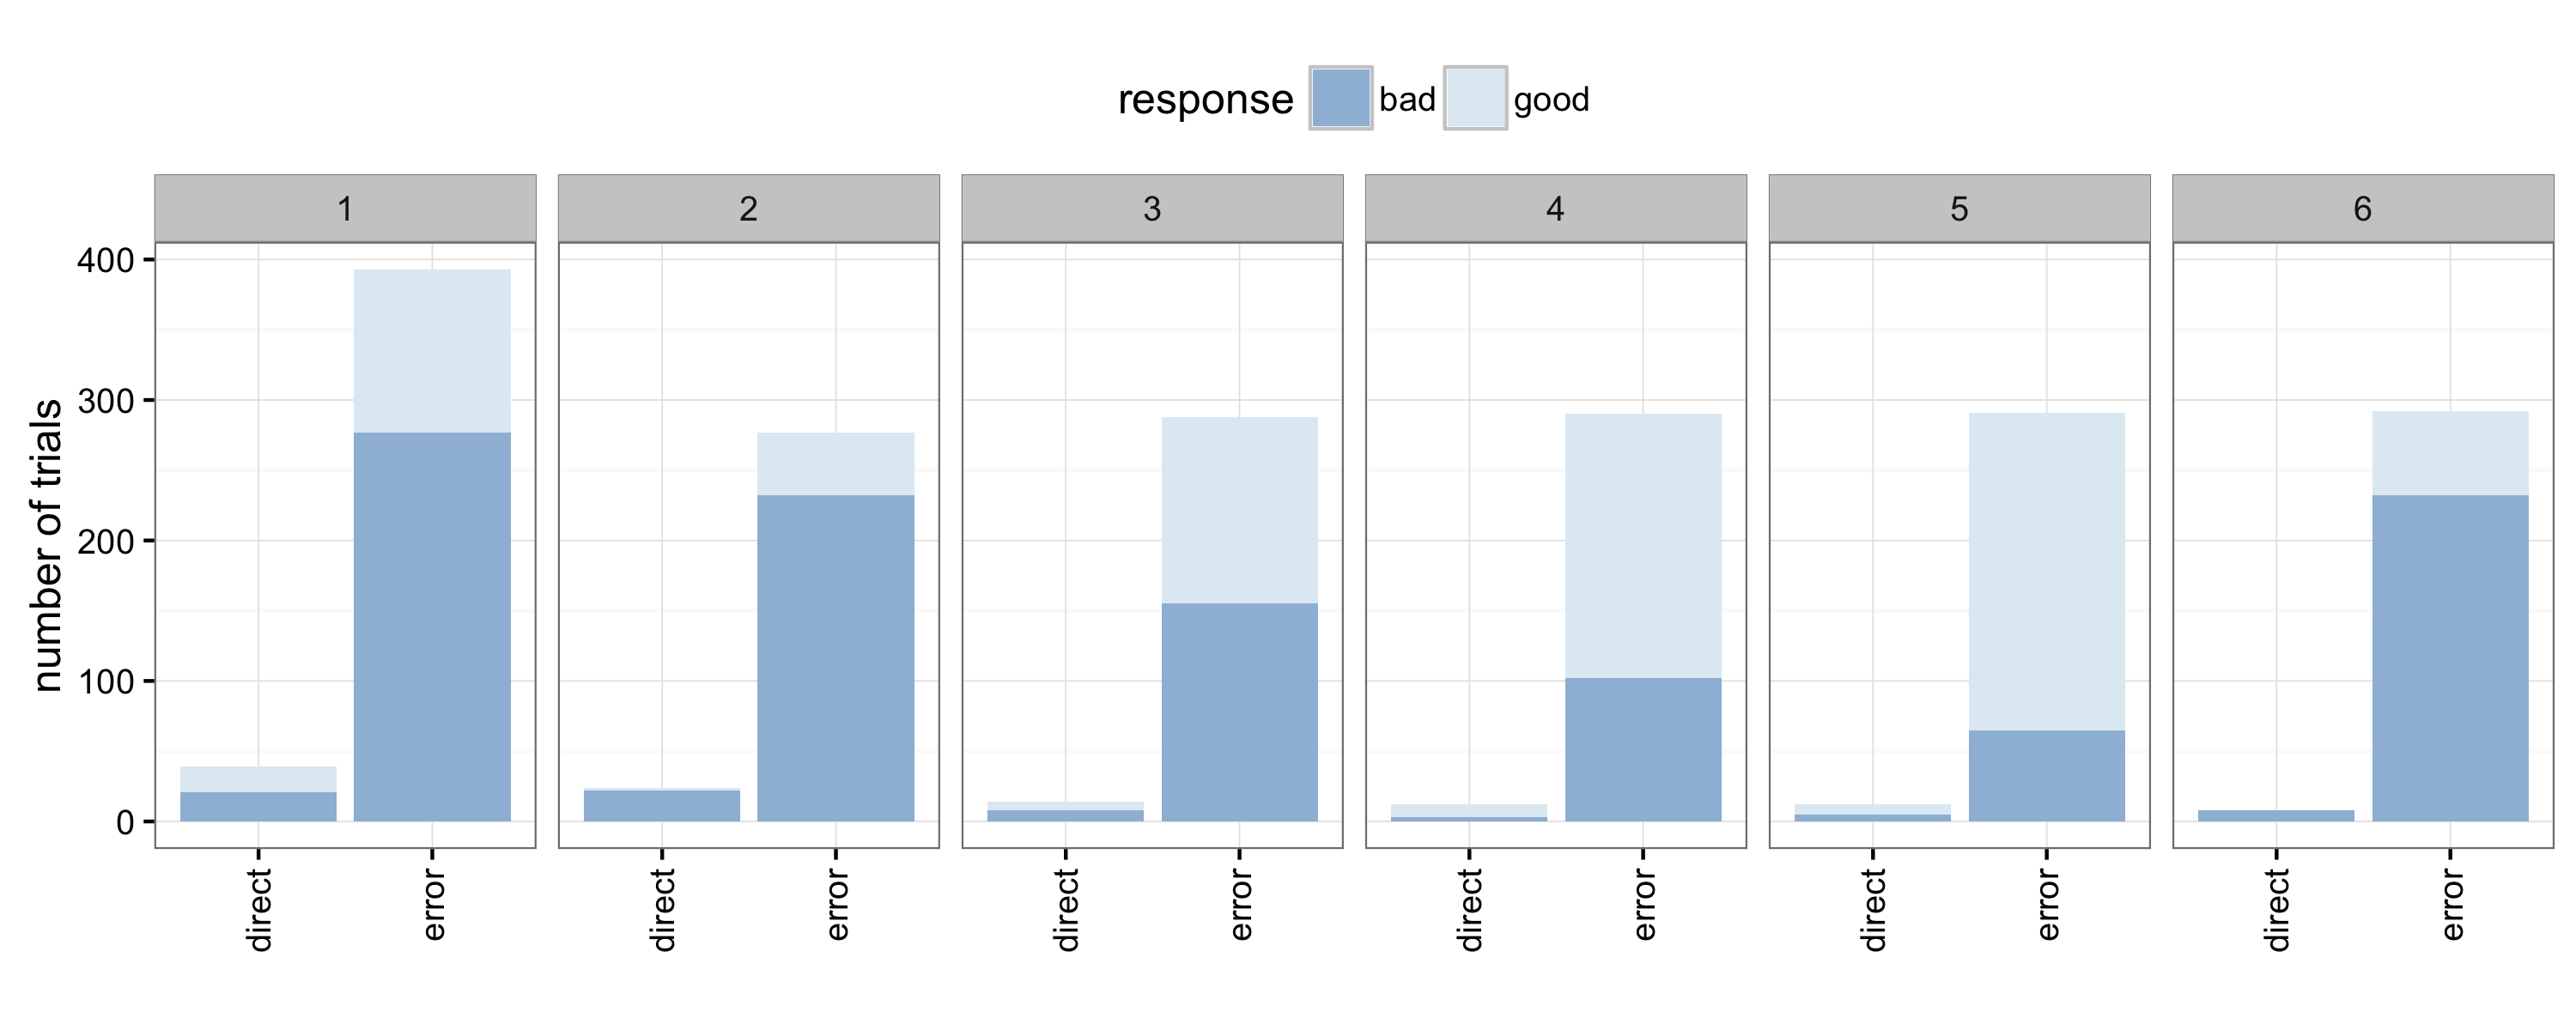 response bad good
1 2 3 4 5 6
number of trials
400
300
200
100
0
direct error direct error direct error direct error direct error direct error